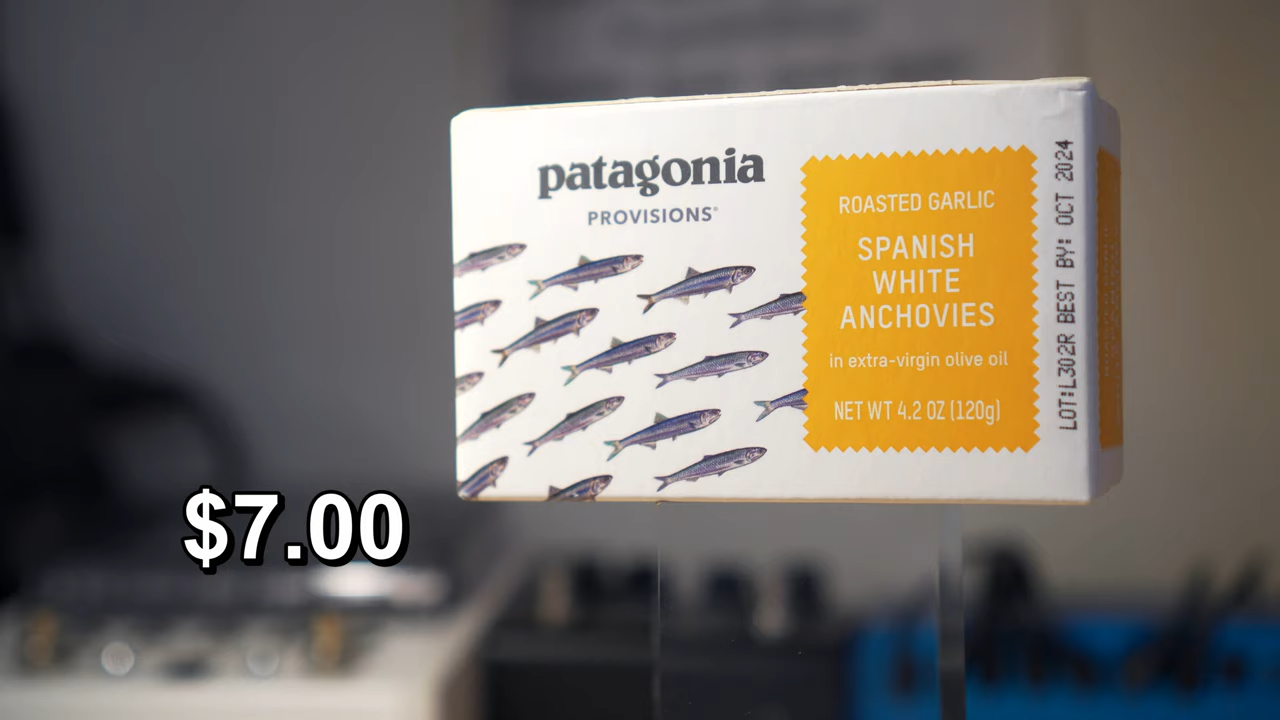 patagonia
PROVISIONS®
ROASTED GARLIC
SPANISH
WHITE
ANCHOVIES
in extra-virgin olive oil
NET WT 4.2 OZ (120g)
LOT:L302R BEST BY: OCT 2024
$7.00